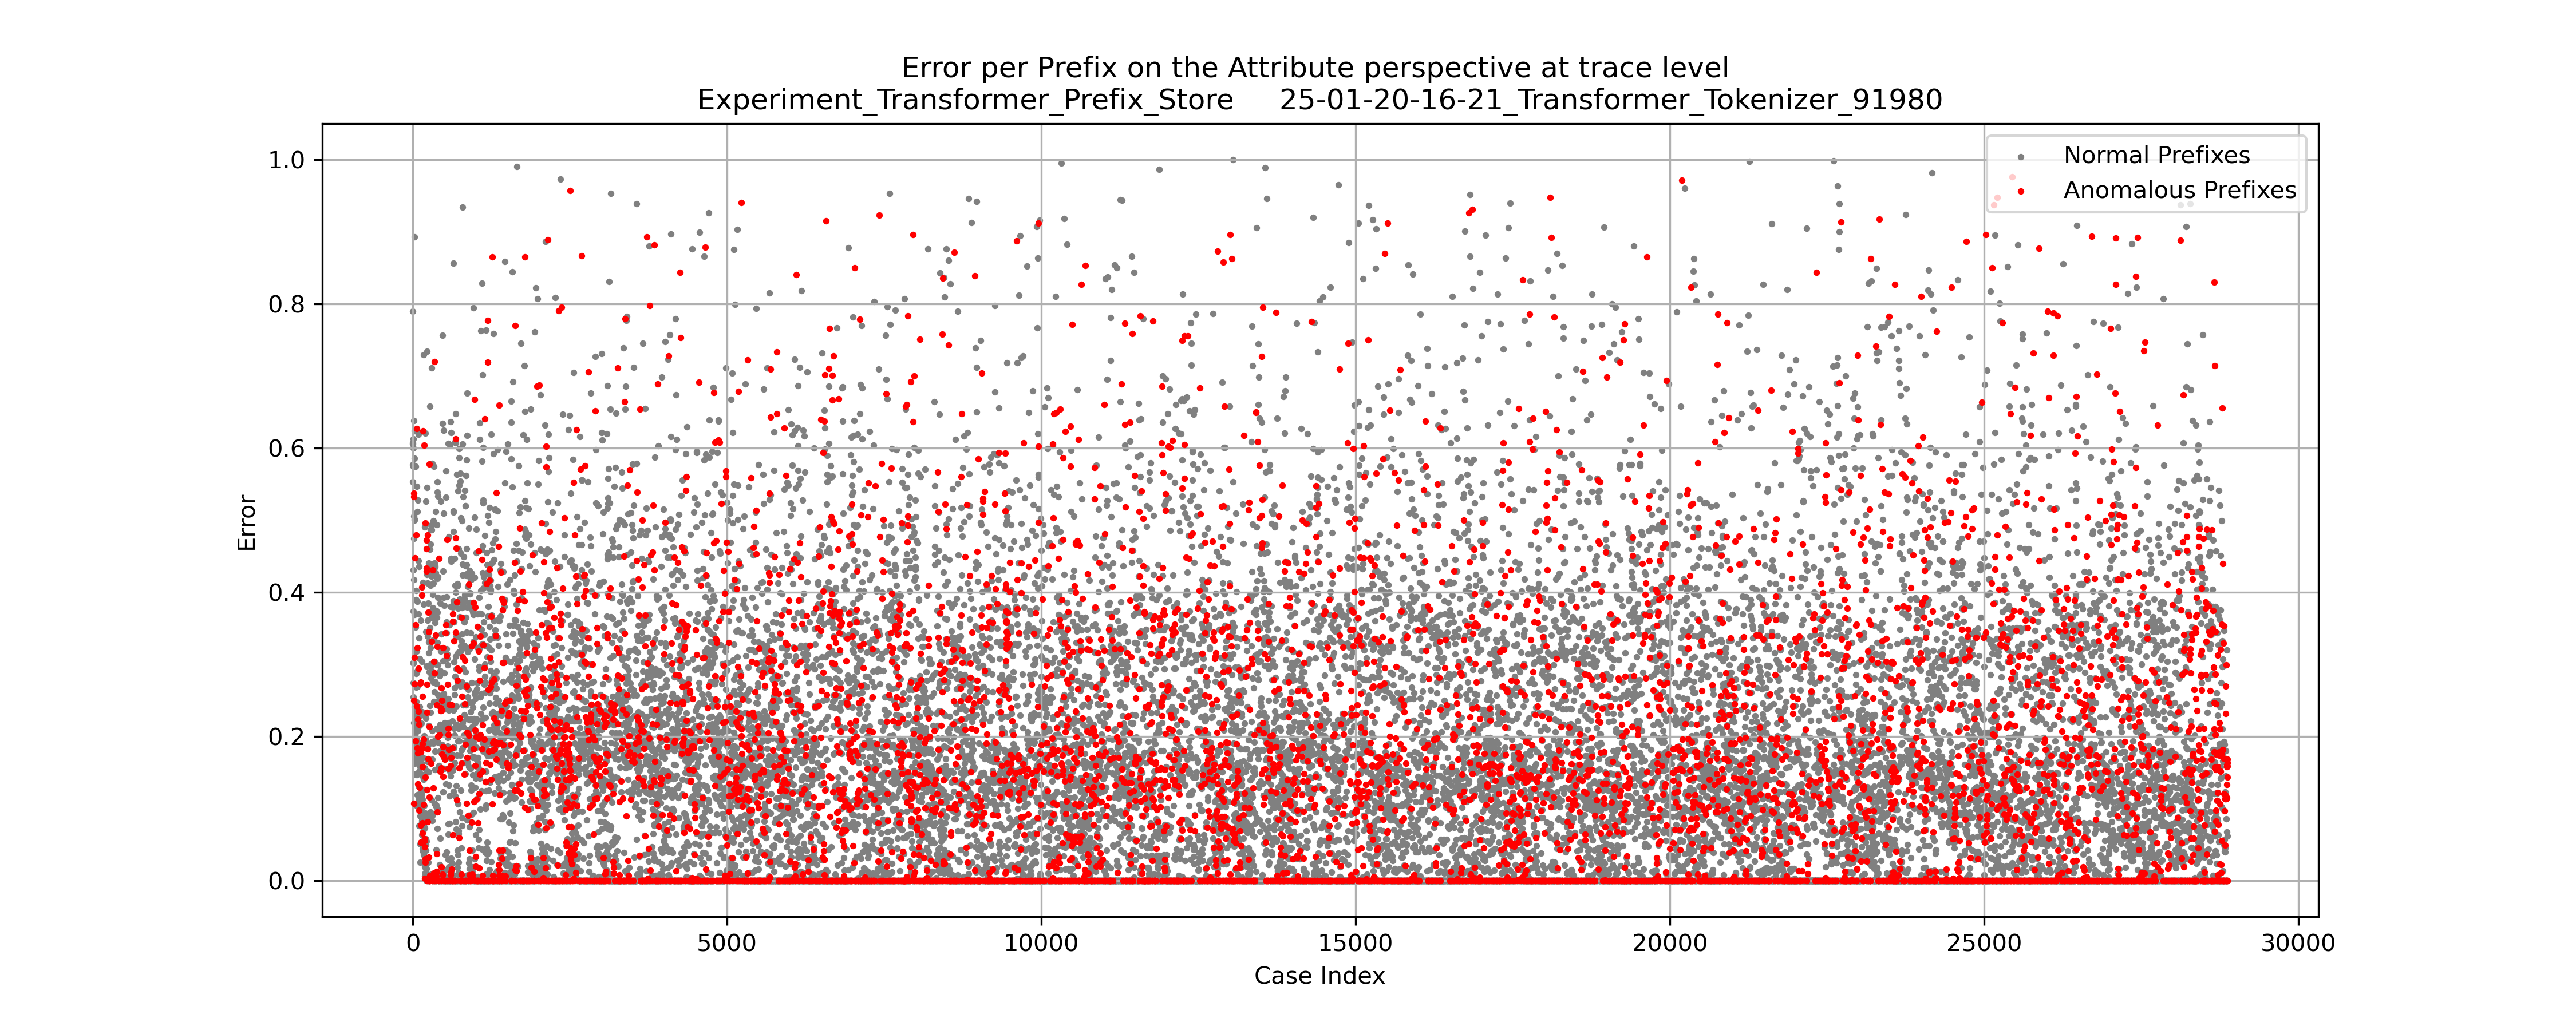 Error per Prefix on the Attribute perspective at trace level
Experiment_Transformer_Prefix_Store 25-01-20-16-21_Transformer_Tokenizer_91980
Normal Prefixes
Anomalous Prefixes
1.0
0.8
0.6
0.4
0.2
0.0
Error
0 5000 10000 15000 20000 25000 30000
Case Index